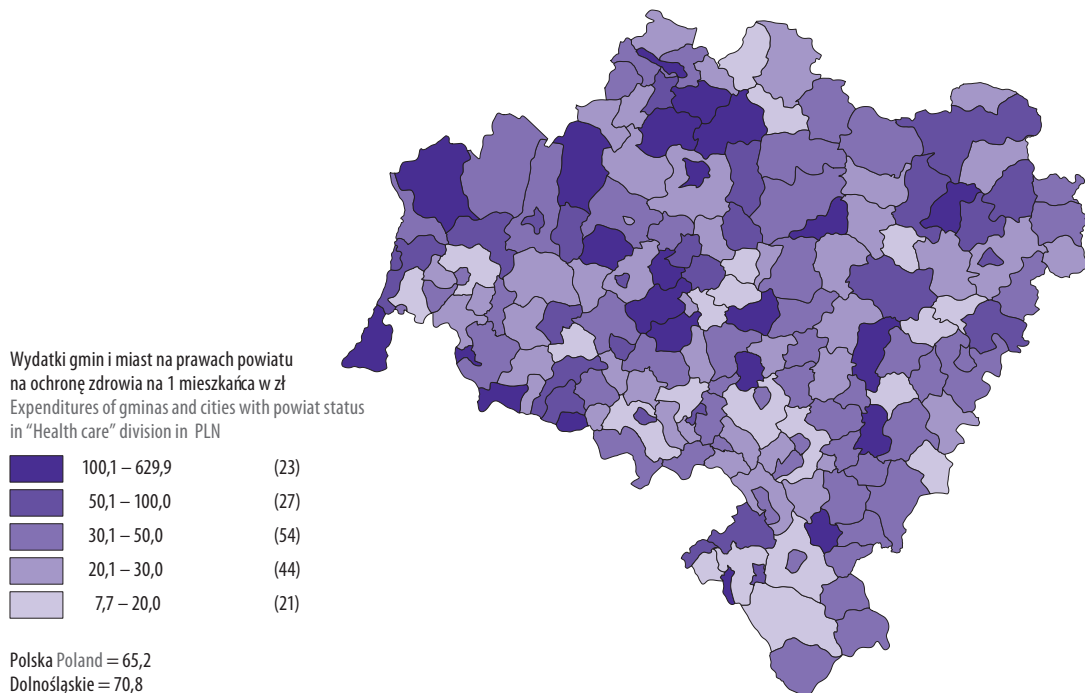 Wydatki gmin i miast na prawach powiatu
na ochronę zdrowia na 1 mieszkańca w zł
Expenditures of gminas and cities with powiat status
in “Health care” division in PLN
100,1 – 629,9 (23)
50,1 – 100,0 (27)
30,1 – 50,0 (54)
20,1 – 30,0 (44)
7,7 – 20,0 (21)
Polska Poland = 65,2
Dolnośląskie = 70,8